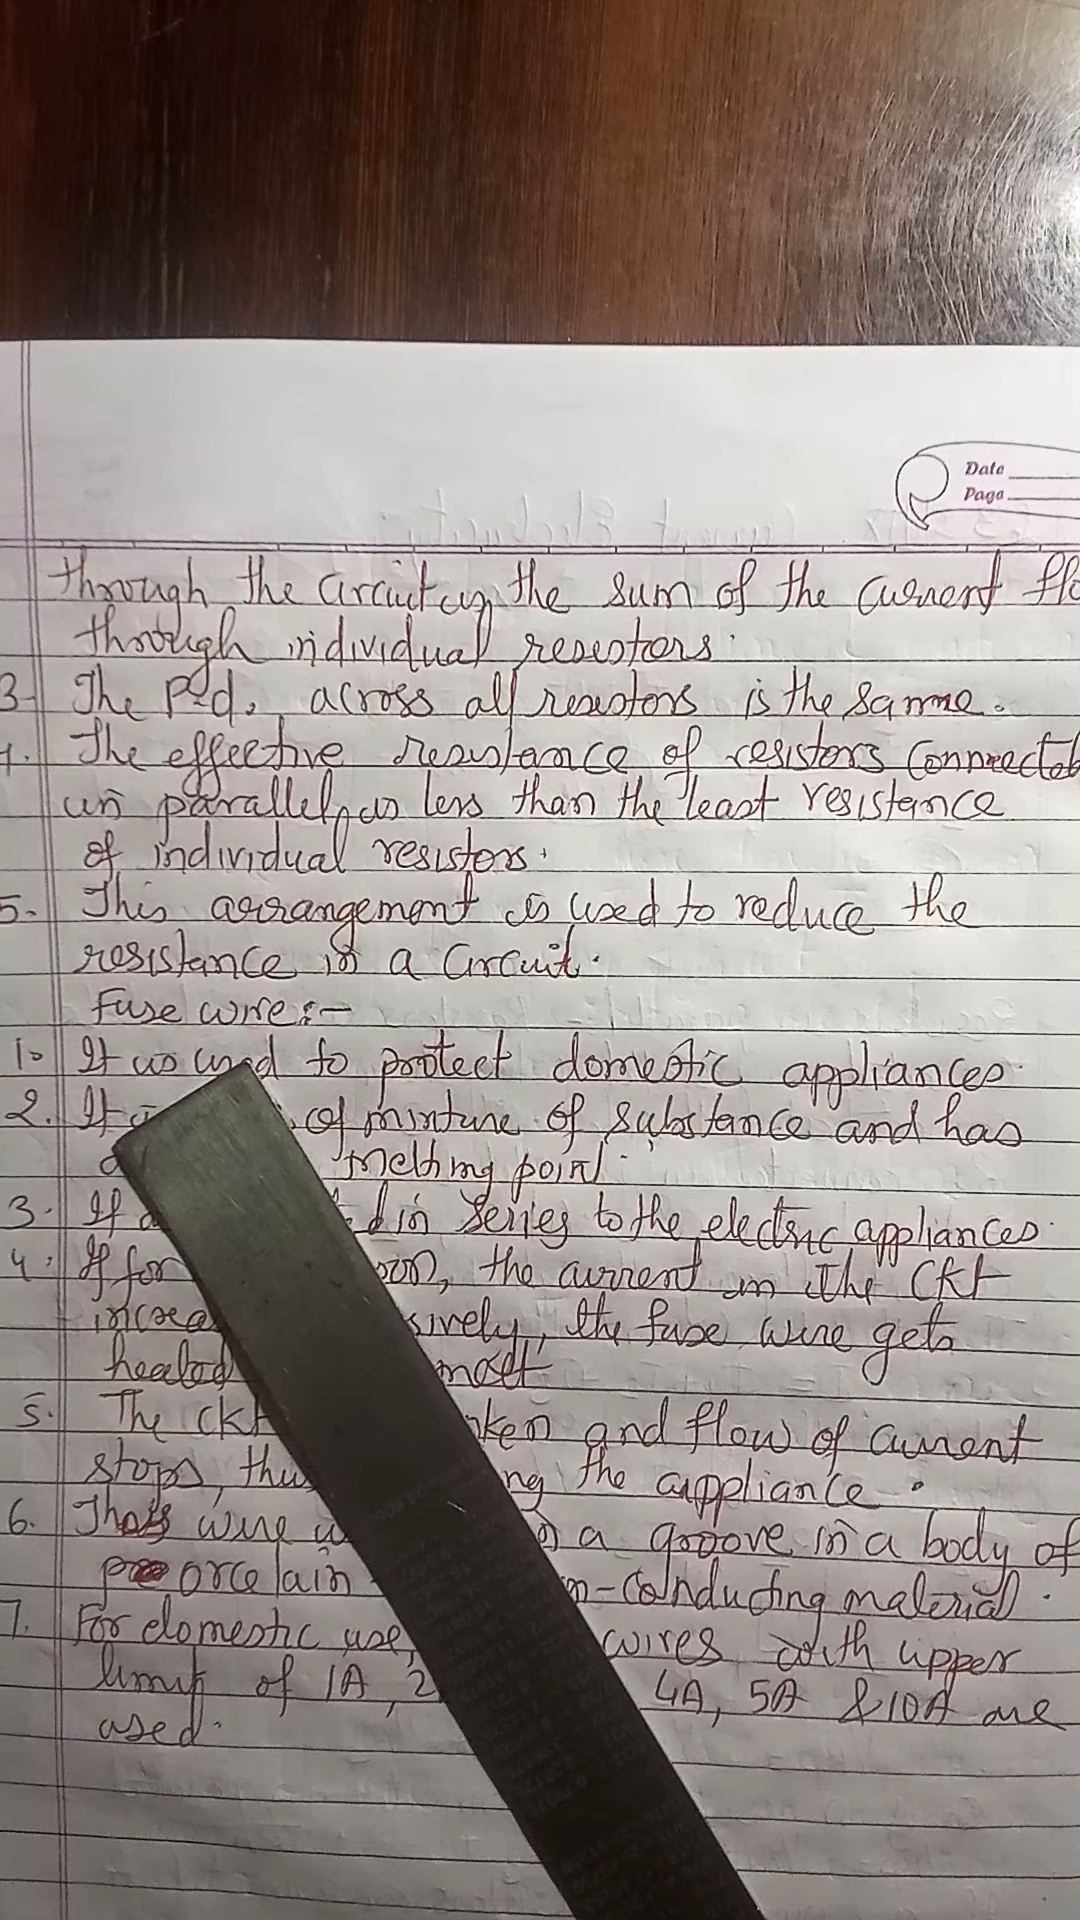 Date
Page
through the circuit is the sum of the current flo
through individual resistors.
3- The P.d. across all resistors is the same.
4. The effective resistance of resistors connected
in parallel is less than the least resistance
of individual resistors.
5. This arrangement is used to reduce the
resistance in a circuit.
Fuse wire:-
1. It is used to protect domestic appliances.
2. It of mixture of substance and has
melting point.
3. If d in series to the electric appliances.
4. If for son, the current in the CKt
increa sively, the fuse wire gets
heated melt
5. The CKt ken and flow of current
stops, thus ng the appliance.
6. wire a groove in a body of
porcelain n-conducting material.
7. For domestic use, wires with upper
limit of 1A, 2 4A, 5A & 10A are
used.